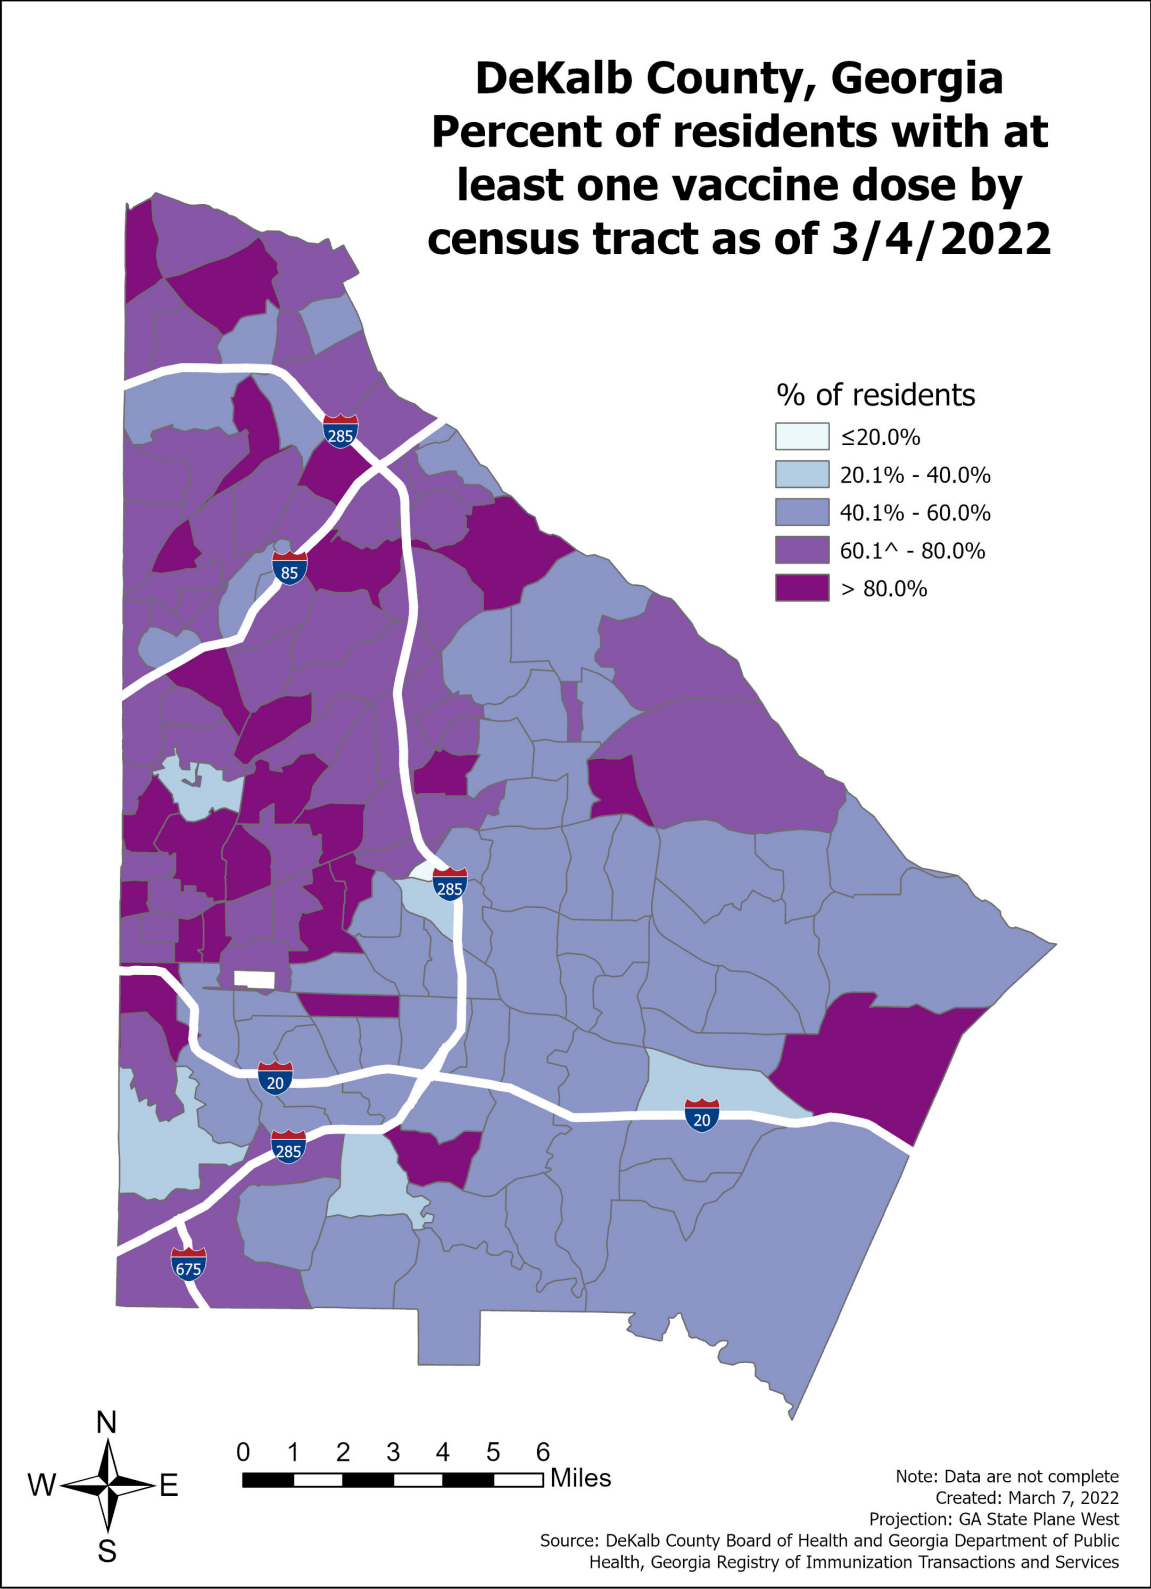 DeKalb County, Georgia
Percent of residents with at
least one vaccine dose by
census tract as of 3/4/2022
% of residents
≤20.0%
20.1% - 40.0%
40.1% - 60.0%
60.1^ - 80.0%
> 80.0%
285
85
285
20
20
285
675
N
W E
S
0 1 2 3 4 5 6
Miles
Note: Data are not complete
Created: March 7, 2022
Projection: GA State Plane West
Source: DeKalb County Board of Health and Georgia Department of Public
Health, Georgia Registry of Immunization Transactions and Services